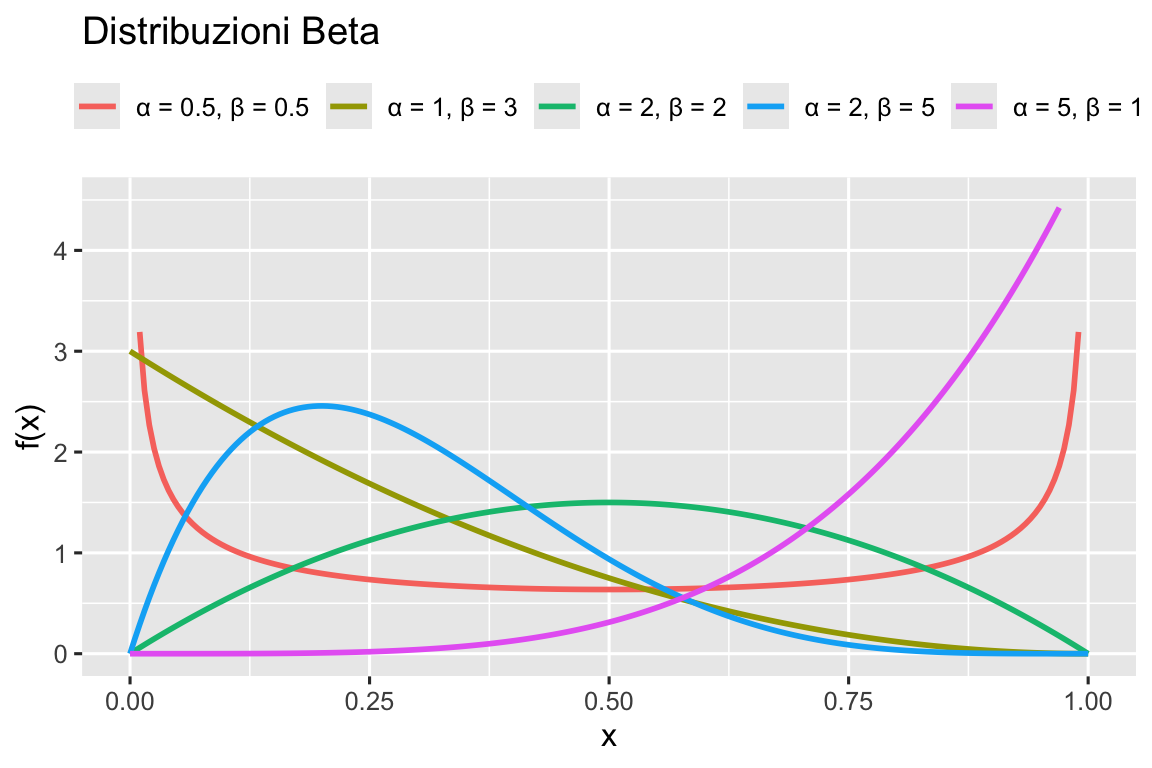 Distribuzioni Beta
α = 0.5, β = 0.5 α = 1, β = 3 α = 2, β = 2 α = 2, β = 5 α = 5, β = 1
f(x)
4
3
2
1
0
0.00 0.25 0.50 0.75 1.00
x